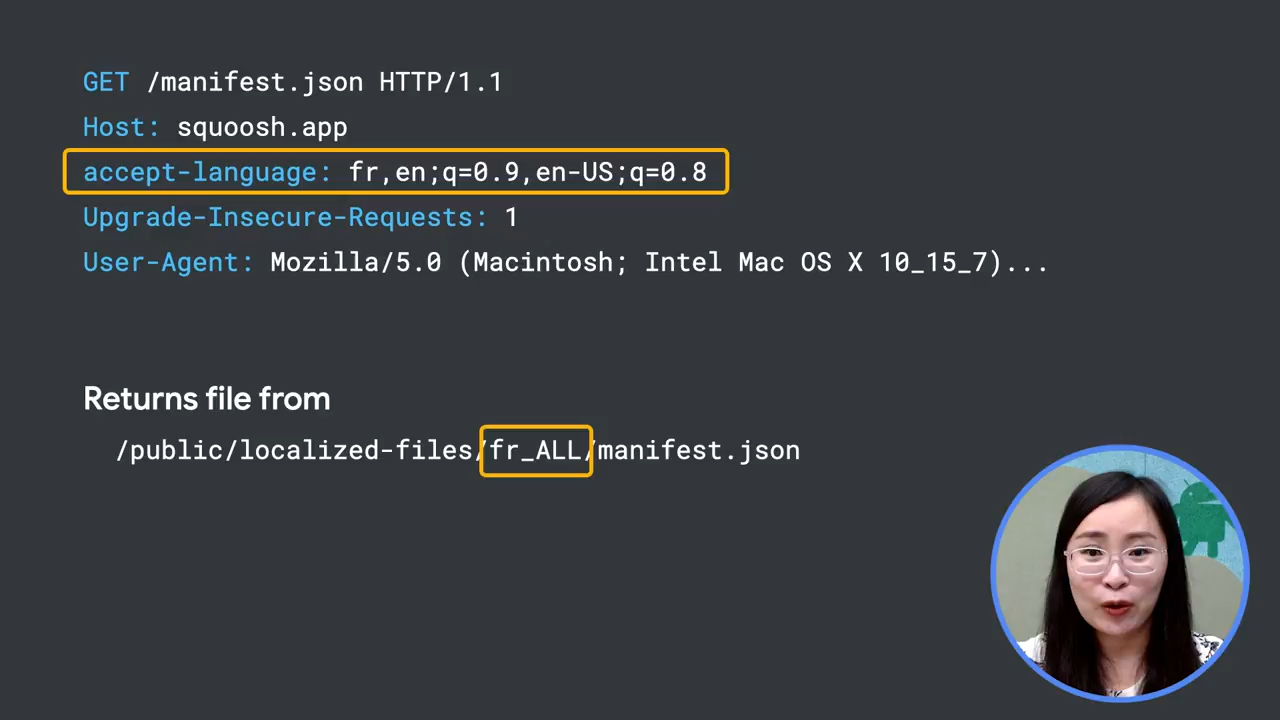 GET /manifest.json HTTP/1.1
Host: squoosh.app
accept-language: fr,en;q=0.9,en-US;q=0.8
Upgrade-Insecure-Requests: 1
User-Agent: Mozilla/5.0 (Macintosh; Intel Mac OS X 10_15_7)...
Returns file from
/public/localized-files/fr_ALL/manifest.json